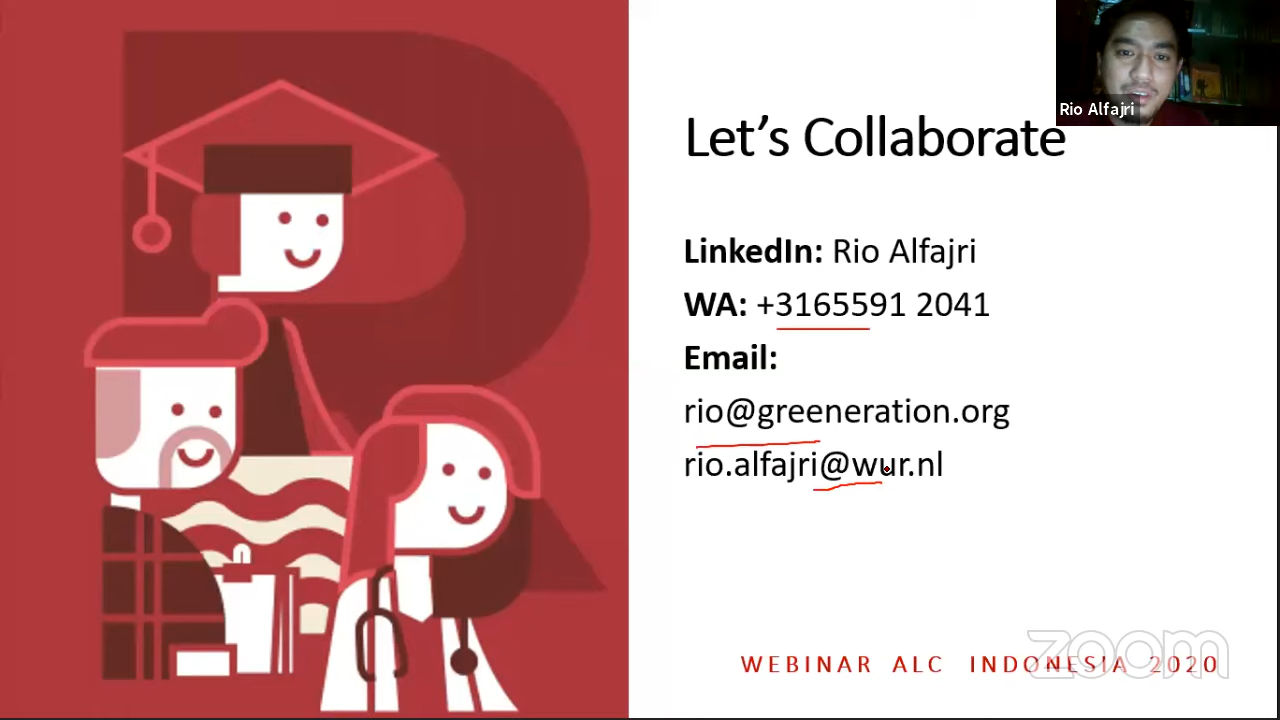 Rio Alfajri
Let's Collaborate
LinkedIn: Rio Alfajri
WA: +3165591 2041
Email:
rio@greeneration.org
rio.alfajri@wur.nl
WEBINAR ALC INDONESIA 2020
zoom